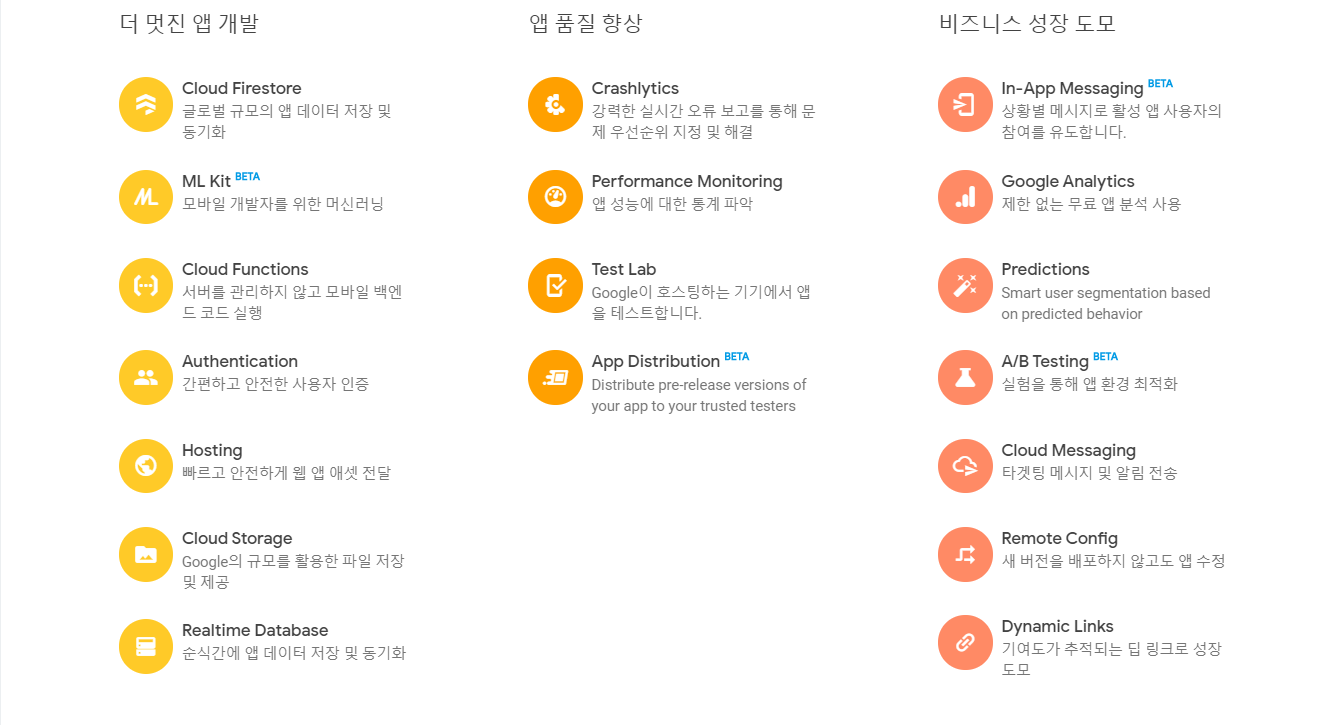 더 멋진 앱 개발
Cloud Firestore
글로벌 규모의 앱 데이터 저장 및
동기화
ML Kit BETA
모바일 개발자를 위한 머신러닝
Cloud Functions
서버를 관리하지 않고 모바일 백엔
드 코드 실행
Authentication
간편하고 안전한 사용자 인증
Hosting
빠르고 안전하게 웹 앱 애셋 전달
Cloud Storage
Google의 규모를 활용한 파일 저장
및 제공
Realtime Database
순식간에 앱 데이터 저장 및 동기화
앱 품질 향상
Crashlytics
강력한 실시간 오류 보고를 통해 문
제 우선순위 지정 및 해결
Performance Monitoring
앱 성능에 대한 통계 파악
Test Lab
Google이 호스팅하는 기기에서 앱
을 테스트합니다.
App Distribution BETA
Distribute pre-release versions of
your app to your trusted testers
비즈니스 성장 도모
In-App Messaging BETA
상황별 메시지로 활성 앱 사용자의
참여를 유도합니다.
Google Analytics
제한 없는 무료 앱 분석 사용
Predictions
Smart user segmentation based
on predicted behavior
A/B Testing BETA
실험을 통해 앱 환경 최적화
Cloud Messaging
타겟팅 메시지 및 알림 전송
Remote Config
새 버전을 배포하지 않고도 앱 수정
Dynamic Links
기여도가 추적되는 딥 링크로 성장
도모